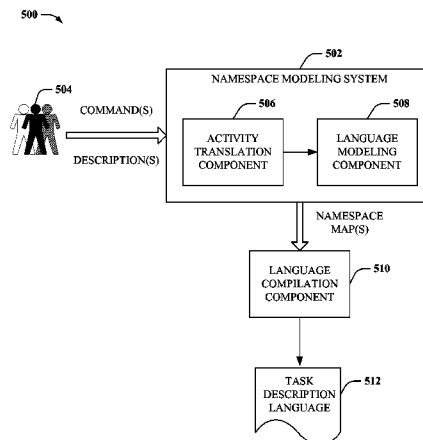 500
502
NAMESPACE MODELING SYSTEM
504
COMMAND(S)
DESCRIPTION(S)
506
ACTIVITY
TRANSLATION
COMPONENT
508
LANGUAGE
MODELING
COMPONENT
NAMESPACE
MAP(S)
LANGUAGE
COMPILATION
COMPONENT
510
TASK
DESCRIPTION
LANGUAGE
512